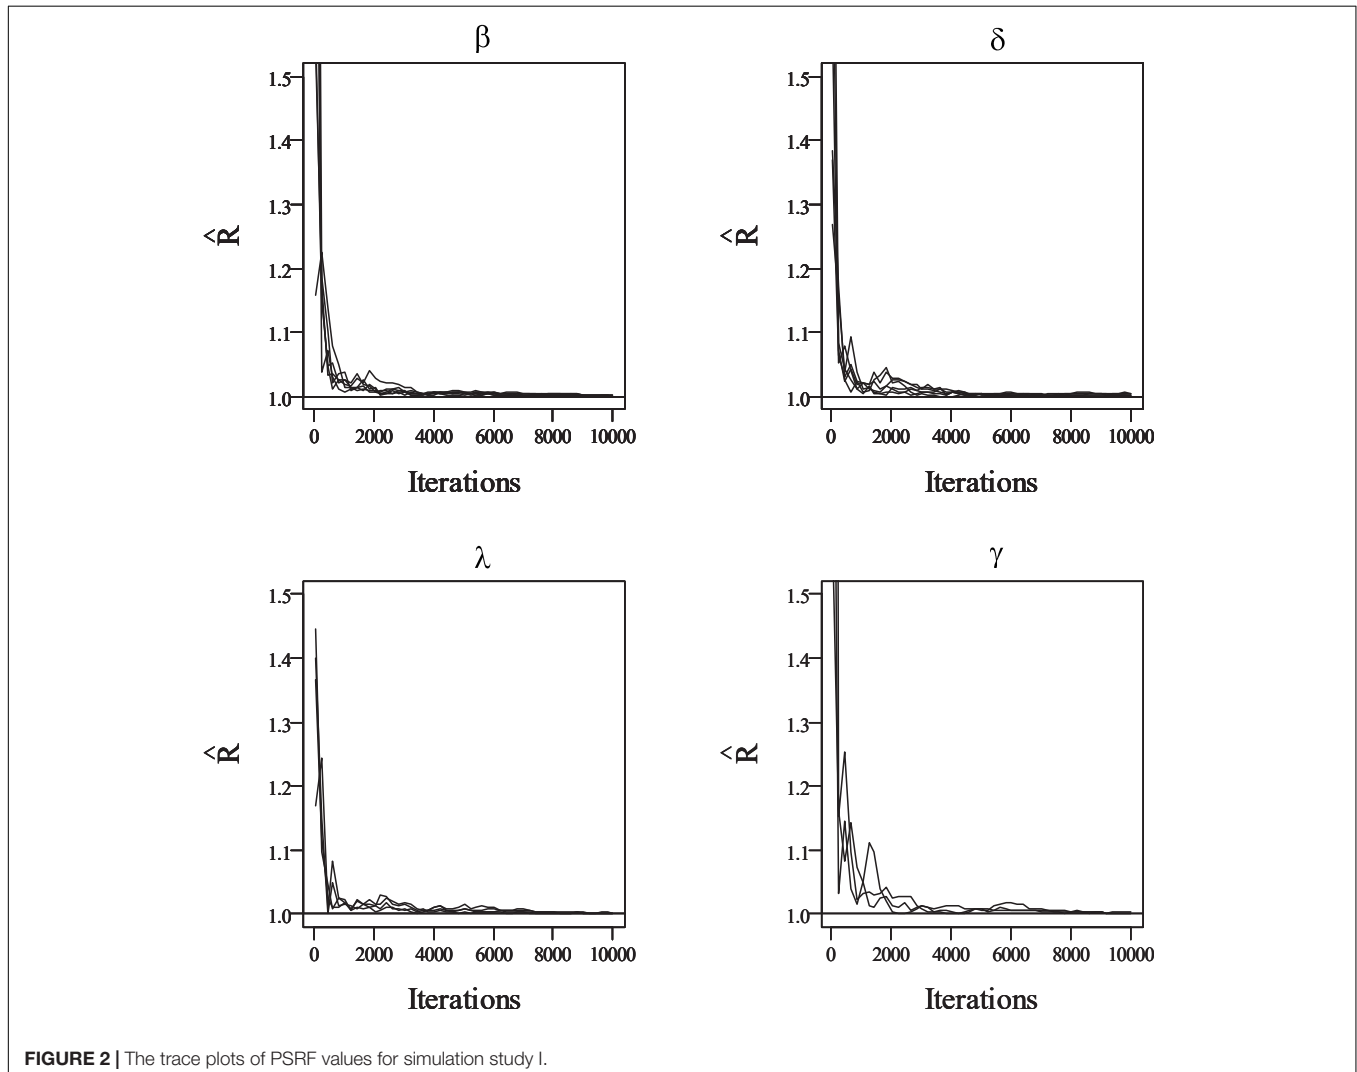 β
1.5
1.4
1.3
1.2
1.1
1.0
R̂
0 2000 4000 6000 8000 10000
Iterations
δ
1.5
1.4
1.3
1.2
1.1
1.0
R̂
0 2000 4000 6000 8000 10000
Iterations
λ
1.5
1.4
1.3
1.2
1.1
1.0
R̂
0 2000 4000 6000 8000 10000
Iterations
γ
1.5
1.4
1.3
1.2
1.1
1.0
R̂
0 2000 4000 6000 8000 10000
Iterations
FIGURE 2 | The trace plots of PSRF values for simulation study I.